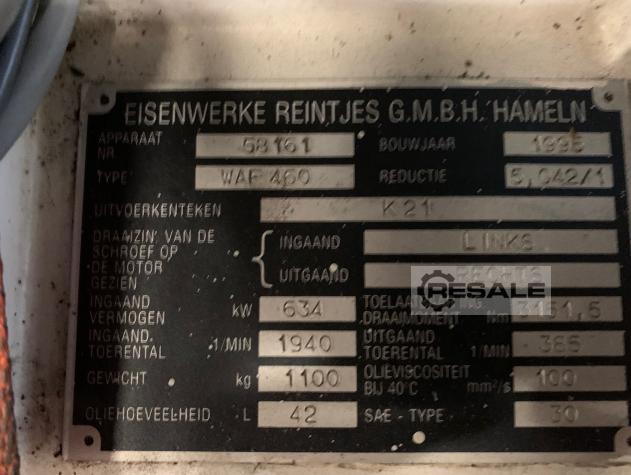 EISENWERKE REINTJES G.M.B.H. HAMELN
APPARAAT NR. 58161 BOUWJAAR 1995
TYPE WAF 460 REDUCTIE 5,042/1
UITVOERKENTEKEN K21
DRAAIZIN VAN DE SCHROEF OP DE MOTOR GEZIEN
INGAAND LINKS
UITGAAND RECHTS
RESALE
INGAAND VERMOGEN kW 634 TOELAATB. DRAAIMOMENT Nm 3151,5
INGAAND TOERENTAL 1/MIN 1940 UITGAAND TOERENTAL 1/MIN 385
GEWICHT kg 1100 OLIEVISCOSITEIT BIJ 40°C mm²/s 100
OLIEHOEVEELHEID L 42 SAE - TYPE 30